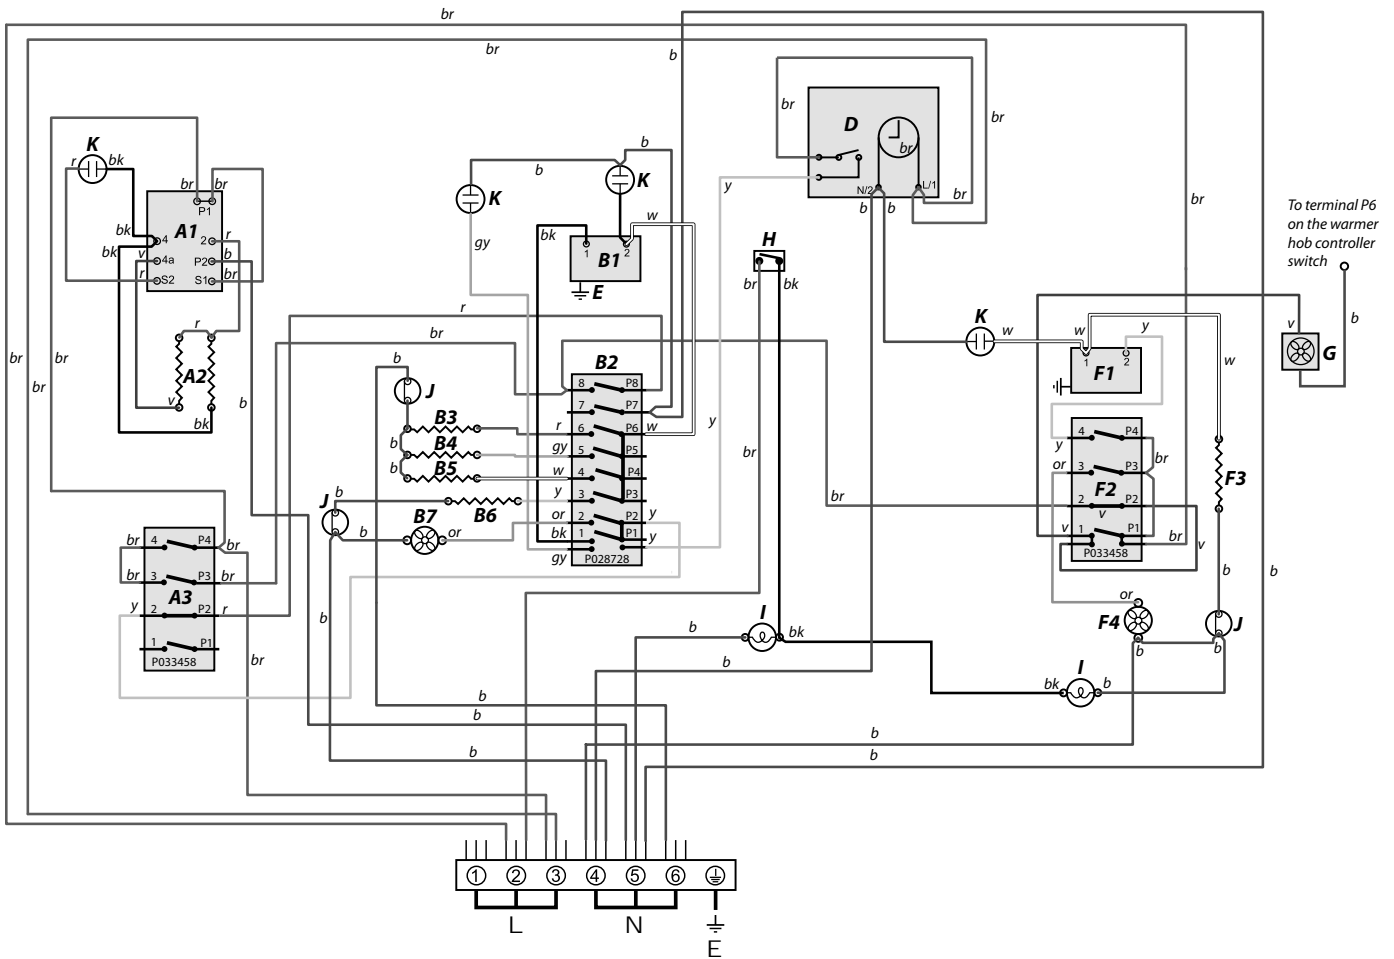 br
br
b
br
D
br
br
N/2
L/1
br
b
b
K
r
bk
br
br
P1
A1
bk
4
2
r
bk
v
4a
P2
b
r
S2
S1
br
r
A2
v
bk
b
b
K
b
K
gy
bk
w
1
2
B1
E
y
H
br
bk
br
To terminal P6
on the warmer
hob controller
switch
b
v
G
K
w
w
y
1
2
F1
w
r
br
br
br
br
b
J
B3
b
B4
b
B5
J
b
B6
b
B7
or
B2
8
P8
7
P7
r
6
P6
w
gy
5
P5
w
4
P4
y
3
P3
or
2
P2
y
bk
1
P1
y
gy
P028728
y
br
br
4
P4
y
or
3
P3
br
F2
2
P2
v
v
1
P1
br
v
P033458
F3
b
b
or
F4
b
J
b
br
4
P4
br
br
3
P3
br
A3
y
2
P2
r
1
P1
P033458
br
b
b
I
bk
b
I
bk
b
b
b
b
b
b
1
2
3
4
5
6
L
N
E